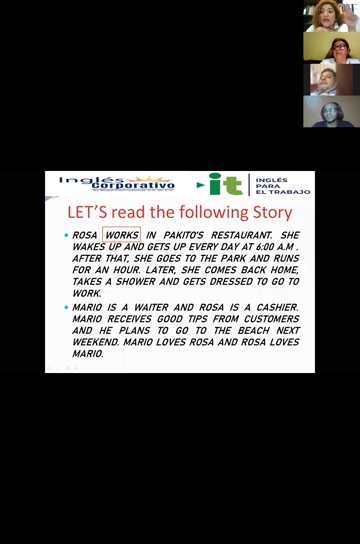 Inglés
Corporativo
it
INGLÉS
PARA
EL TRABAJO
LET'S read the following Story
ROSA WORKS IN PAKITO'S RESTAURANT. SHE
WAKES UP AND GETS UP EVERY DAY AT 6:00 A.M .
AFTER THAT, SHE GOES TO THE PARK AND RUNS
FOR AN HOUR. LATER, SHE COMES BACK HOME,
TAKES A SHOWER AND GETS DRESSED TO GO TO
WORK.
MARIO IS A WAITER AND ROSA IS A CASHIER.
MARIO RECEIVES GOOD TIPS FROM CUSTOMERS
AND HE PLANS TO GO TO THE BEACH NEXT
WEEKEND. MARIO LOVES ROSA AND ROSA LOVES
MARIO.